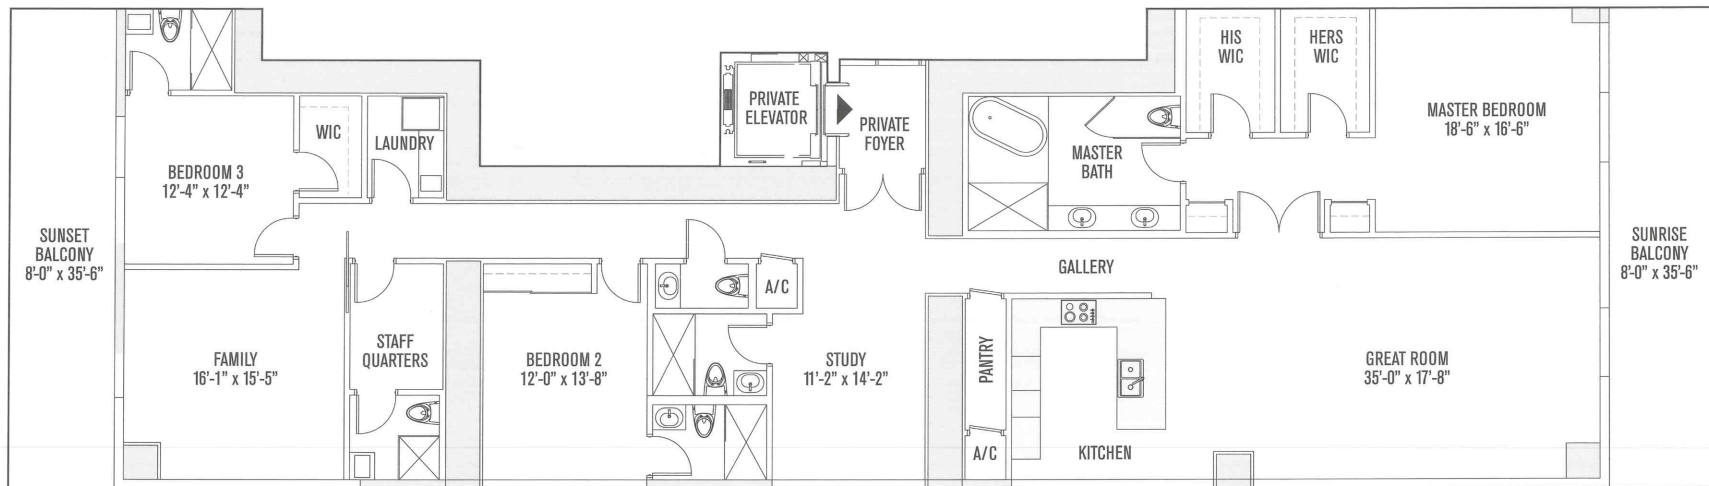 SUNSET
BALCONY
8'-0" x 35'-6"
BEDROOM 3
12'-4" x 12'-4"
WIC
LAUNDRY
FAMILY
16'-1" x 15'-5"
STAFF
QUARTERS
BEDROOM 2
12'-0" x 13'-8"
A/C
STUDY
11'-2" x 14'-2"
PRIVATE
ELEVATOR
PRIVATE
FOYER
MASTER
BATH
HIS
WIC
HERS
WIC
MASTER BEDROOM
18'-6" x 16'-6"
GALLERY
PANTRY
A/C
KITCHEN
GREAT ROOM
35'-0" x 17'-8"
SUNRISE
BALCONY
8'-0" x 35'-6"